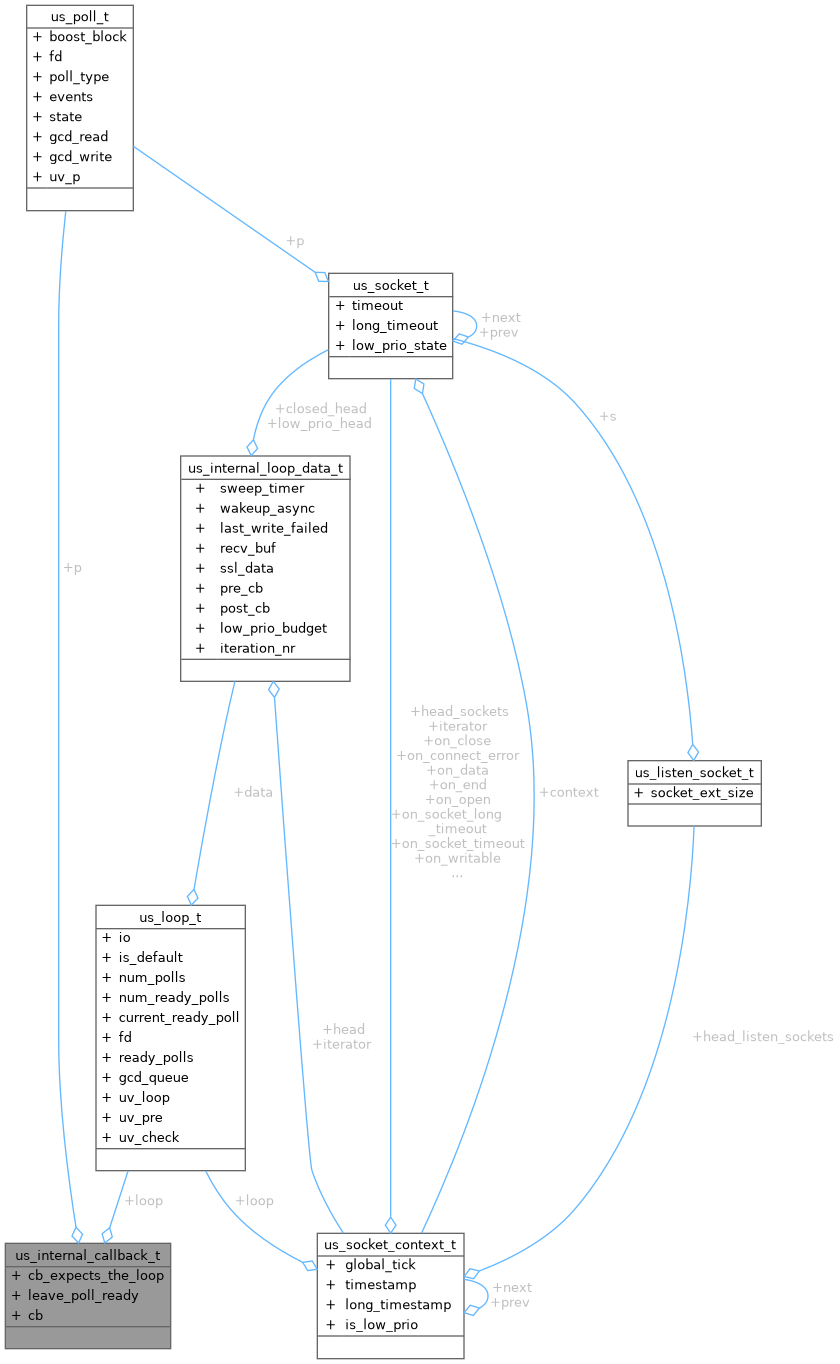 us_poll_t
+ boost_block
+ fd
+ poll_type
+ events
+ state
+ gcd_read
+ gcd_write
+ uv_p
+p
us_socket_t
+ timeout
+ long_timeout
+ low_prio_state
+next
+prev
+closed_head
+low_prio_head
+s
us_internal_loop_data_t
+ sweep_timer
+ wakeup_async
+ last_write_failed
+ recv_buf
+ ssl_data
+ pre_cb
+ post_cb
+ low_prio_budget
+ iteration_nr
+p
+head_sockets
+iterator
+on_close
+on_connect_error
+on_data
+on_end
+on_open
+on_socket_long
_timeout
+on_socket_timeout
+on_writable
...
+context
us_listen_socket_t
+ socket_ext_size
+data
us_loop_t
+ io
+ is_default
+ num_polls
+ num_ready_polls
+ current_ready_poll
+ fd
+ ready_polls
+ gcd_queue
+ uv_loop
+ uv_pre
+ uv_check
+head
+iterator
+head_listen_sockets
+loop
+loop
us_internal_callback_t
+ cb_expects_the_loop
+ leave_poll_ready
+ cb
us_socket_context_t
+ global_tick
+ timestamp
+ long_timestamp
+ is_low_prio
+next
+prev